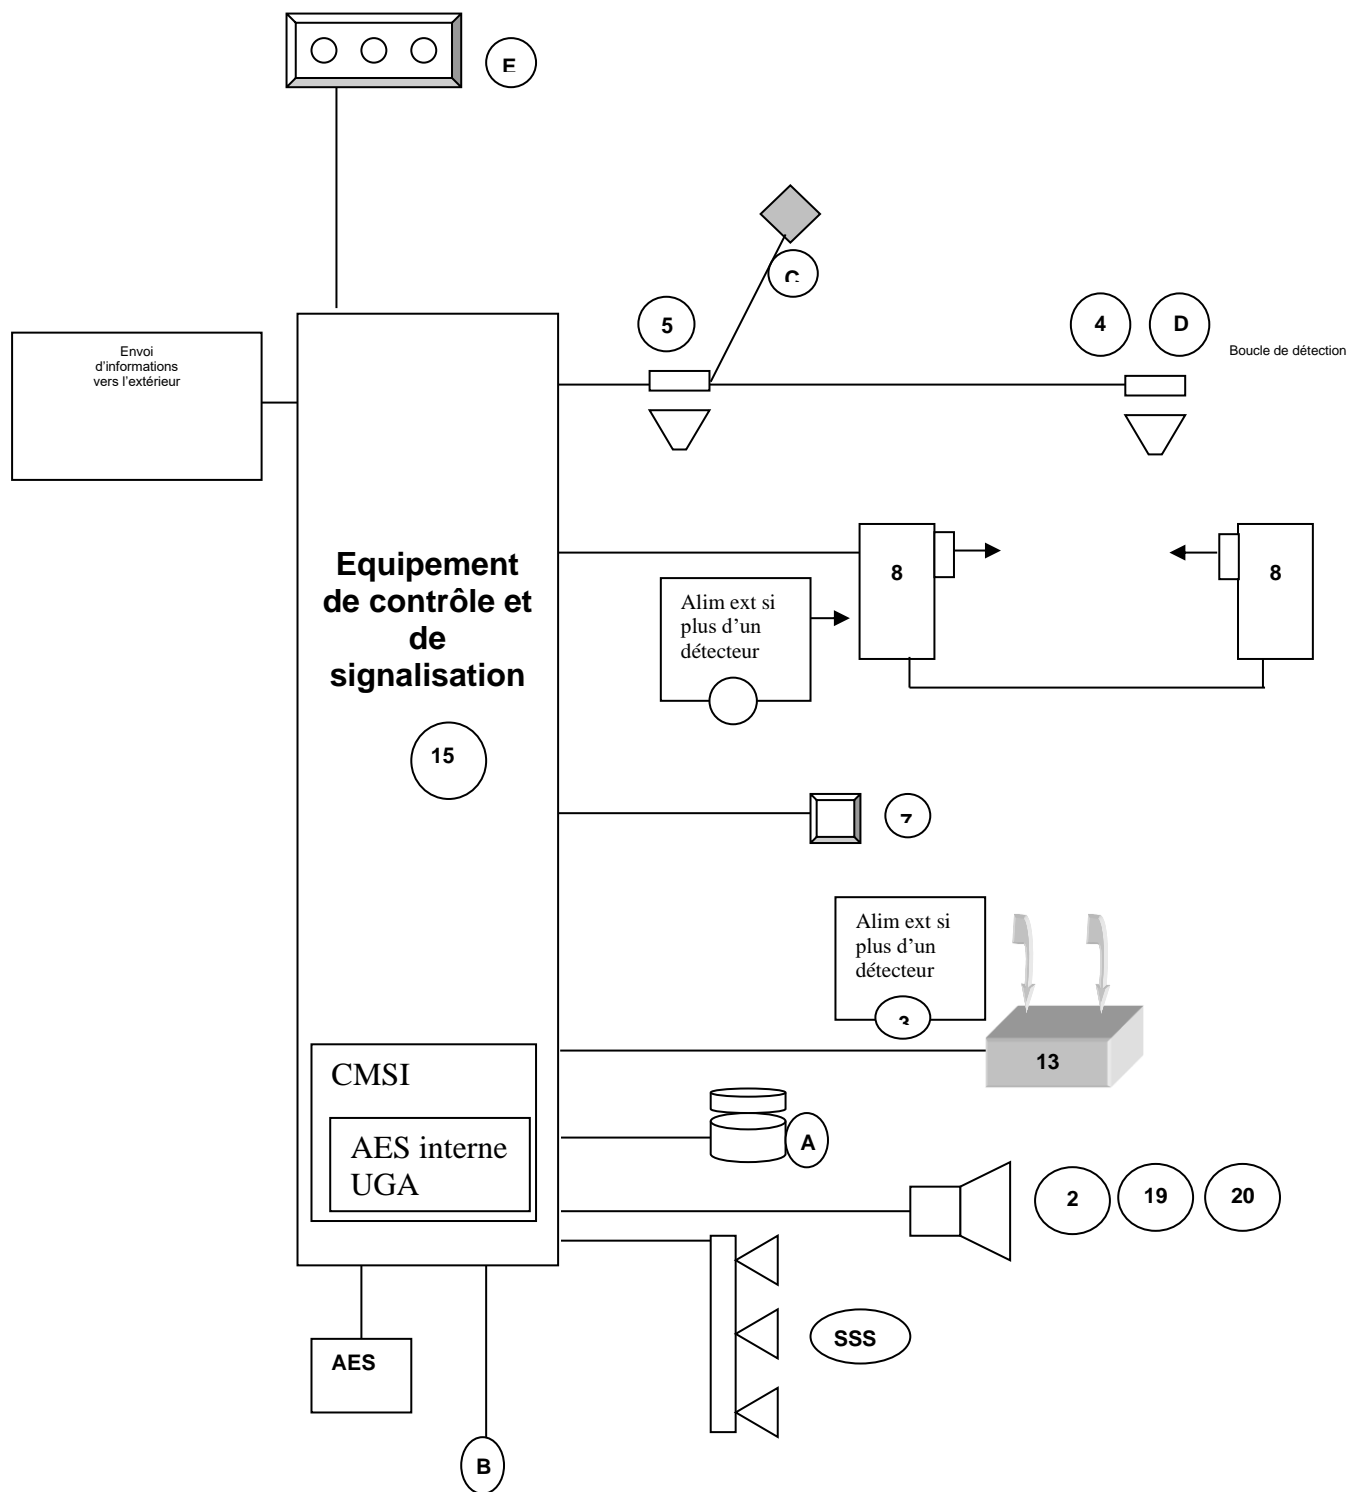 E
C
5
4
D
Boucle de détection
Envoi
d'informations
vers l'extérieur
Equipement
de contrôle et
de
signalisation
15
8
8
Alim ext si
plus d'un
détecteur
7
Alim ext si
plus d'un
détecteur
3
13
CMSI
AES interne
UGA
A
2
19
20
SSS
AES
B